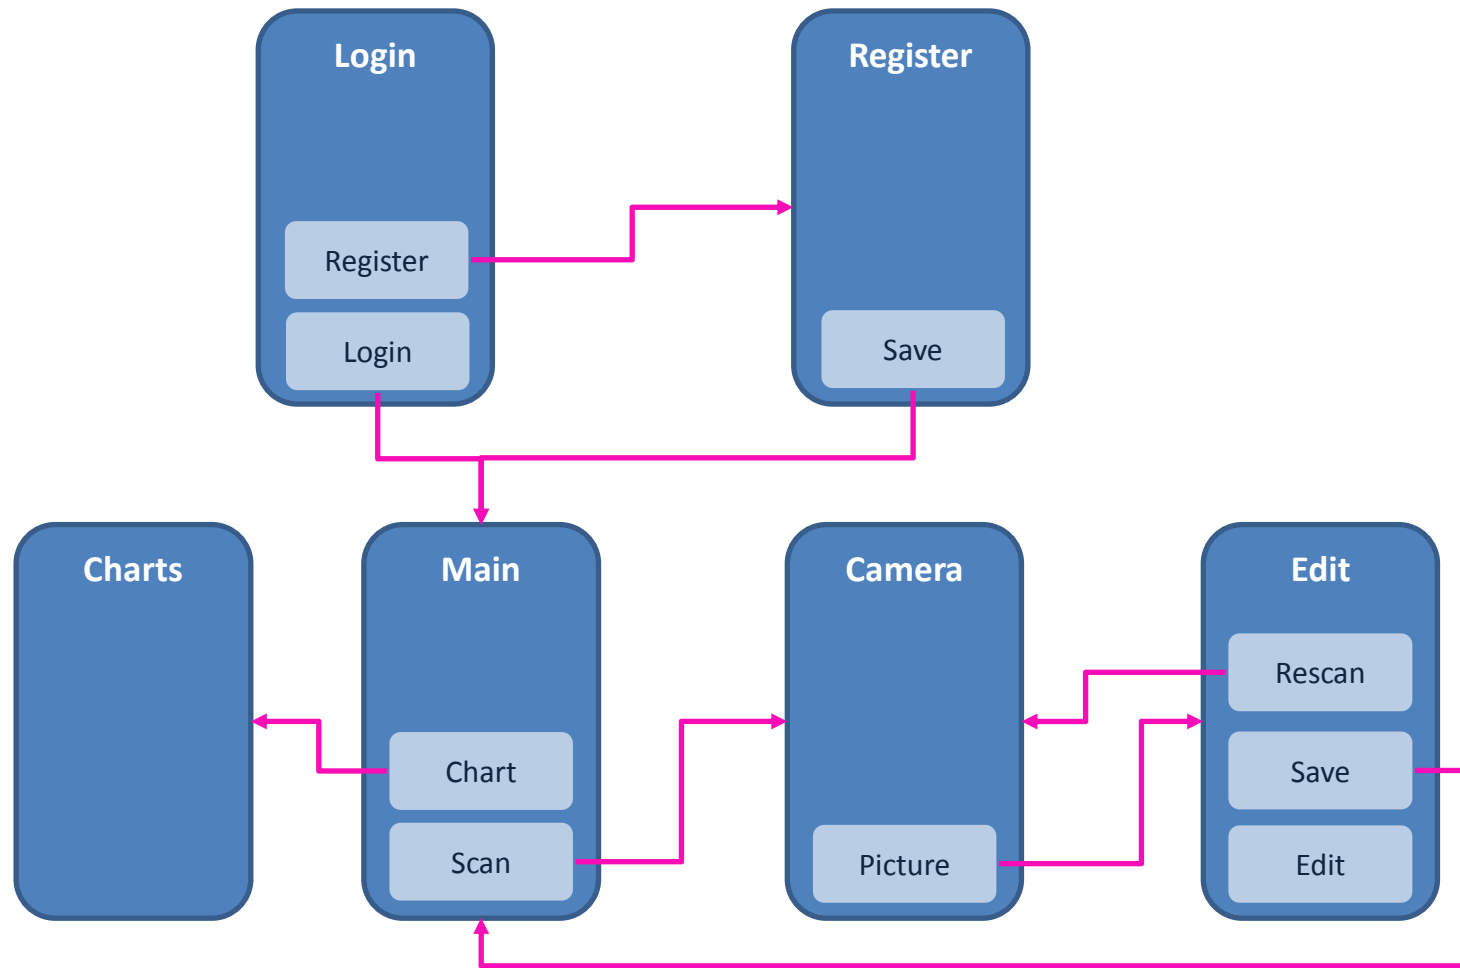 Login
Register
Login
Register
Save
Charts
Main
Chart
Scan
Camera
Picture
Edit
Rescan
Save
Edit